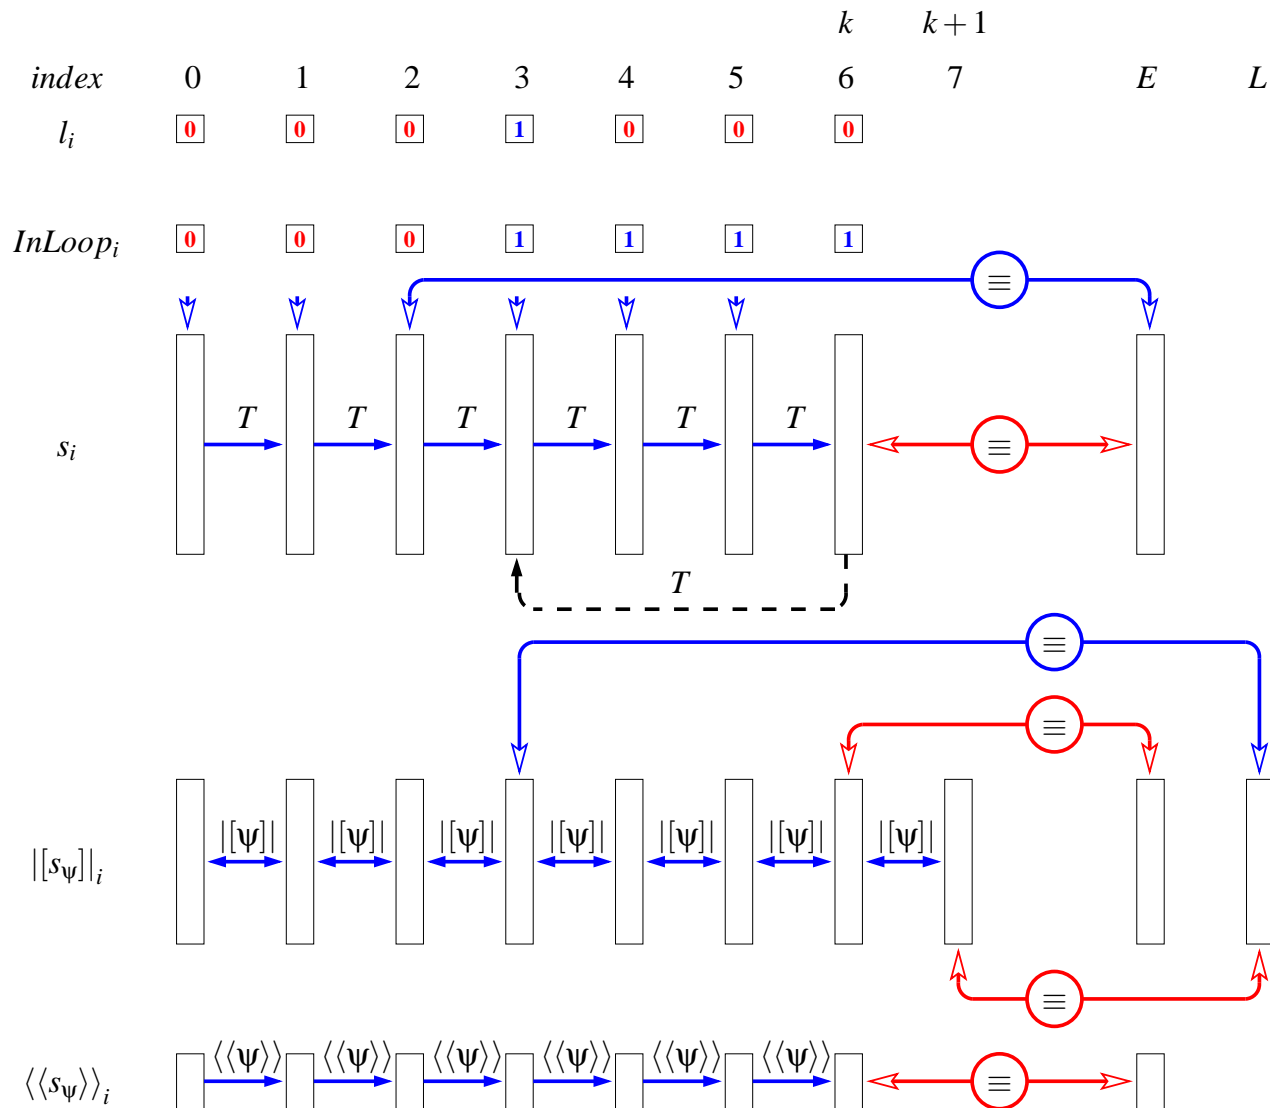 k k + 1
index 0 1 2 3 4 5 6 7 E L
l_i 0 0 0 1 0 0 0
InLoop_i 0 0 0 1 1 1 1
≡
T T T T T T
s_i ≡
T
≡
≡
|[ψ]| |[ψ]| |[ψ]| |[ψ]| |[ψ]| |[ψ]| |[ψ]|
|[s_ψ]|_i
≡
⟨⟨ψ⟩⟩ ⟨⟨ψ⟩⟩ ⟨⟨ψ⟩⟩ ⟨⟨ψ⟩⟩ ⟨⟨ψ⟩⟩ ⟨⟨ψ⟩⟩
⟨⟨s_ψ⟩⟩_i ≡